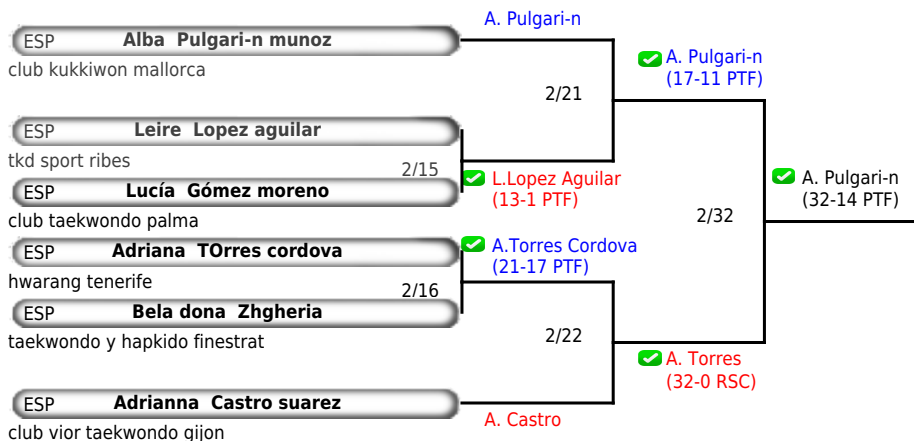 A. Pulgari-n
ESP Alba Pulgari-n munoz
club kukkiwon mallorca
A. Pulgari-n
(17-11 PTF)
2/21
ESP Leire Lopez aguilar
tkd sport ribes
2/15
L.Lopez Aguilar
(13-1 PTF)
ESP Lucía Gómez moreno
club taekwondo palma
A. Pulgari-n
(32-14 PTF)
2/32
ESP Adriana TOrres cordova
hwarang tenerife
A.Torres Cordova
(21-17 PTF)
2/16
ESP Bela dona Zhgheria
taekwondo y hapkido finestrat
2/22
A. Torres
(32-0 RSC)
ESP Adrianna Castro suarez
club vior taekwondo gijon
A. Castro